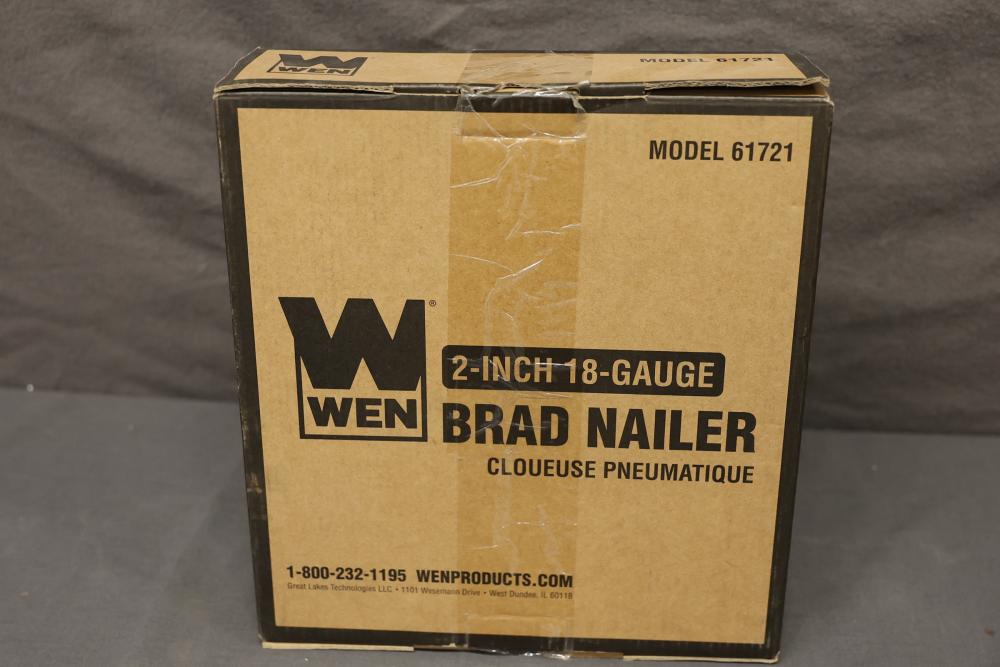 WEN
MODEL 61721
MODEL 61721
W
WEN
®
2-INCH 18-GAUGE
BRAD NAILER
CLOUEUSE PNEUMATIQUE
1-800-232-1195 WENPRODUCTS.COM
Great Lakes Technologies LLC • 1101 Wesemann Drive • West Dundee, IL 60118